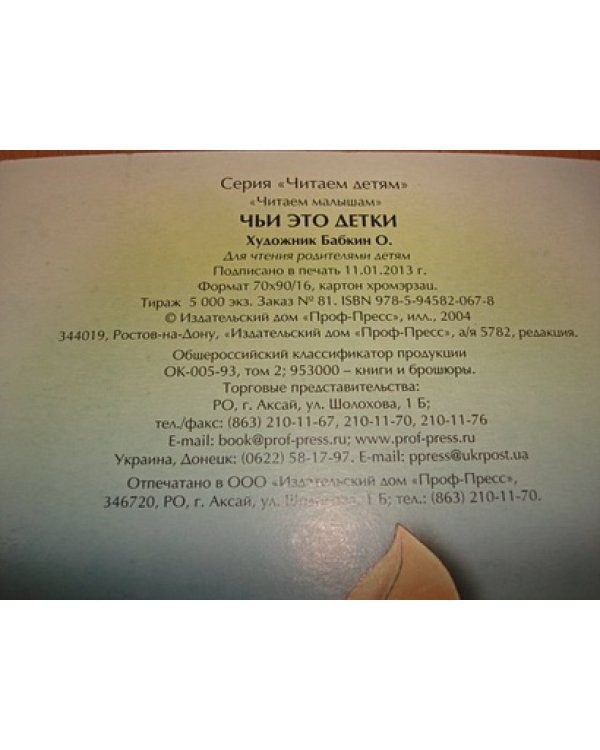 Серия «Читаем детям»
«Читаем малышам»
ЧЬИ ЭТО ДЕТКИ
Художник Бабкин О.
Для чтения родителями детям
Подписано в печать 11.01.2013 г.
Формат 70х90/16, картон хромэрзац.
Тираж 5 000 экз. Заказ № 81. ISBN 978-5-94582-067-8
© Издательский дом «Проф-Пресс», илл., 2004
344019, Ростов-на-Дону, «Издательский дом «Проф-Пресс», а/я 5782, редакция.
Общероссийский классификатор продукции
ОК-005-93, том 2; 953000 – книги и брошюры.
Торговые представительства:
РО, г. Аксай, ул. Шолохова, 1 Б;
тел./факс: (863) 210-11-67, 210-11-70, 210-11-76
E-mail: book@prof-press.ru; www.prof-press.ru
Украина, Донецк: (0622) 58-17-97. E-mail: ppress@ukrpost.ua
Отпечатано в ООО «Издательский дом «Проф-Пресс»,
346720, РО, г. Аксай, ул. Шолохова, 1 Б; тел.: (863) 210-11-70.